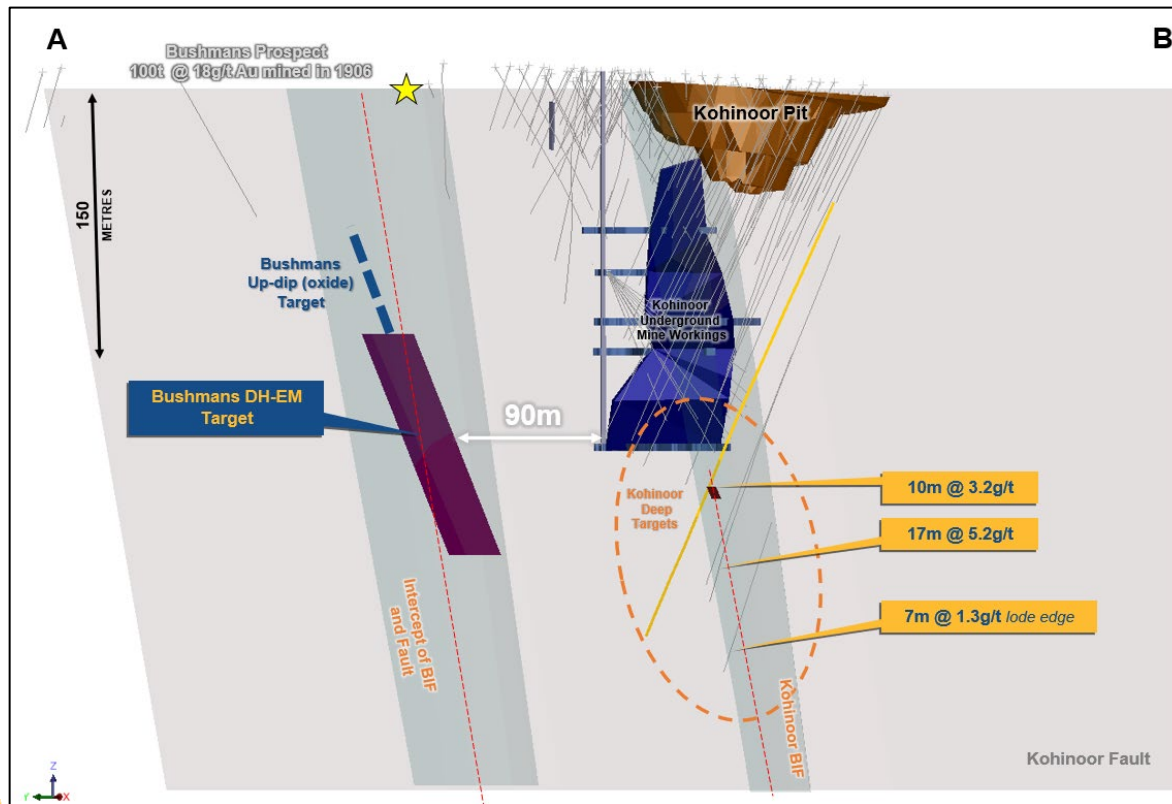 A
B
Bushmans Prospect
100t @ 18g/t Au mined in 1906
Kohinoor Pit
150
METRES
Bushmans
Up-dip (oxide)
Target
Kohinoor
Underground
Mine Workings
Bushmans DH-EM
Target
90m
Kohinoor
Deep
Targets
10m @ 3.2g/t
17m @ 5.2g/t
7m @ 1.3g/t lode edge
Intercept of BIF
and Fault
Kohinoor BIF
Kohinoor Fault
Z
Y
X